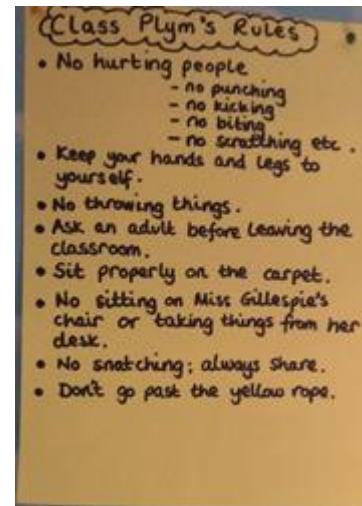 Class Plym's Rules
• No hurting people
- no punching
- no kicking
- no biting
- no scratching etc.
• Keep your hands and legs to
yourself.
• No throwing things.
• Ask an adult before leaving the
classroom.
• Sit properly on the carpet.
• No sitting on Miss Gillespie's
chair or taking things from her
desk.
• No snatching; always share.
• Don't go past the yellow rope.